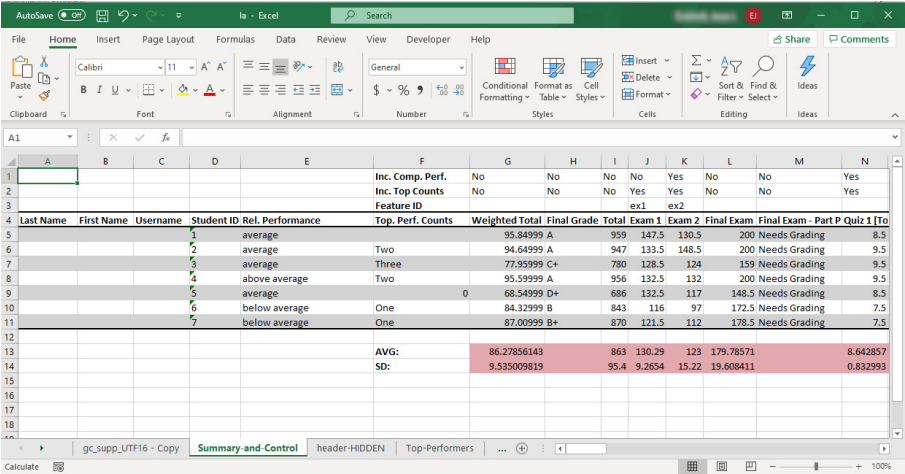 AutoSave Off la - Excel Search EJ
File Home Insert Page Layout Formulas Data Review View Developer Help Share Comments
Paste Calibri 11 A A ab General Conditional Formatting Format as Table Cell Styles Insert Delete Format Sort & Filter Find & Select Ideas
B I U A $ % 9
Clipboard Font Alignment Number Styles Cells Editing Ideas
A1 fx
A B C D E F G H I J K L M N
1 Inc. Comp. Perf. No No No No Yes No No Yes
2 Inc. Top Counts No No No Yes Yes No No Yes
3 Feature ID ex1 ex2
4 Last Name First Name Username Student ID Rel. Performance Top. Perf. Counts Weighted Total Final Grade Total Exam 1 Exam 2 Final Exam Final Exam - Part P Quiz 1 [To
5 1 average 95.84999 A 959 147.5 130.5 200 Needs Grading 8.5
6 2 average Two 94.64999 A 947 133.5 148.5 200 Needs Grading 9.5
7 3 average Three 77.95999 C+ 780 128.5 124 159 Needs Grading 9.5
8 4 above average Two 95.59999 A 956 132.5 132 200 Needs Grading 9.5
9 5 average 0 68.54999 D+ 686 132.5 117 148.5 Needs Grading 8.5
10 6 below average One 84.32999 B 843 116 97 172.5 Needs Grading 7.5
11 7 below average One 87.00999 B+ 870 121.5 112 178.5 Needs Grading 7.5
12
13 AVG: 86.27856143 863 130.29 123 179.78571 8.642857
14 SD: 9.535009819 95.4 9.2654 15.22 19.608411 0.832993
15
16
17
18
gc_supp_UTF16 - Copy Summary-and-Control header-HIDDEN Top-Performers ...
Calculate 100%